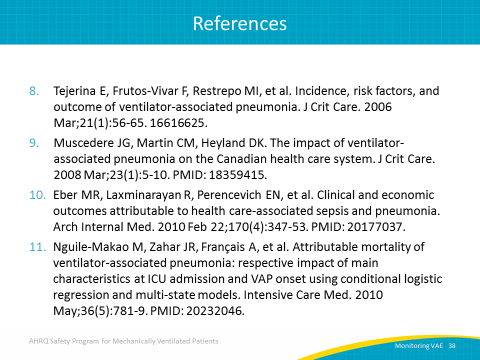 References
8. Tejerina E, Frutos-Vivar F, Restrepo MI, et al. Incidence, risk factors, and
outcome of ventilator-associated pneumonia. J Crit Care. 2006
Mar;21(1):56-65. 16616625.
9. Muscedere JG, Martin CM, Heyland DK. The impact of ventilator-
associated pneumonia on the Canadian health care system. J Crit Care.
2008 Mar;23(1):5-10. PMID: 18359415.
10. Eber MR, Laxminarayan R, Perencevich EN, et al. Clinical and economic
outcomes attributable to health care-associated sepsis and pneumonia.
Arch Internal Med. 2010 Feb 22;170(4):347-53. PMID: 20177037.
11. Nguile-Makao M, Zahar JR, Français A, et al. Attributable mortality of
ventilator-associated pneumonia: respective impact of main
characteristics at ICU admission and VAP onset using conditional logistic
regression and multi-state models. Intensive Care Med. 2010
May;36(5):781-9. PMID: 20232046.
AHRQ Safety Program for Mechanically Ventilated Patients
Monitoring VAE 38